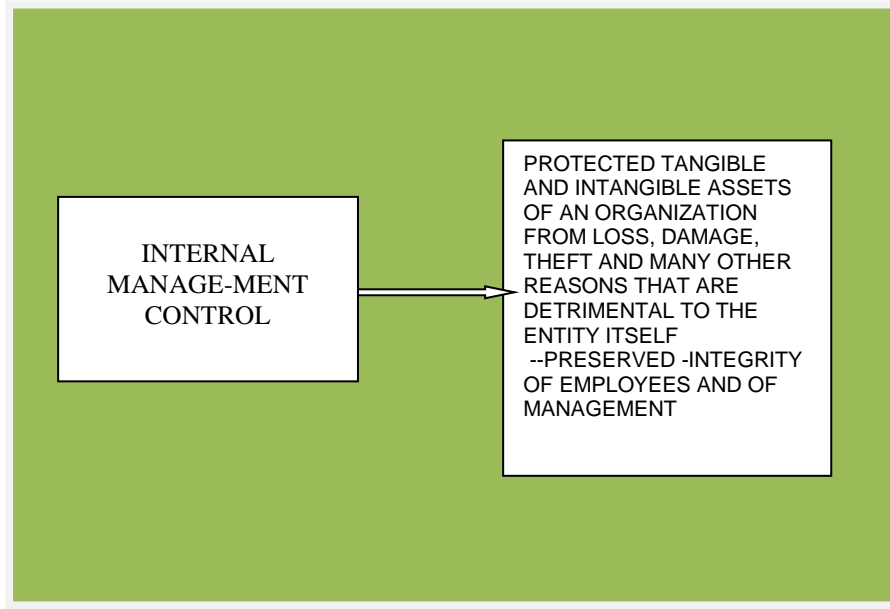 INTERNAL
MANAGE-MENT
CONTROL
PROTECTED TANGIBLE
AND INTANGIBLE ASSETS
OF AN ORGANIZATION
FROM LOSS, DAMAGE,
THEFT AND MANY OTHER
REASONS THAT ARE
DETRIMENTAL TO THE
ENTITY ITSELF
--PRESERVED -INTEGRITY
OF EMPLOYEES AND OF
MANAGEMENT